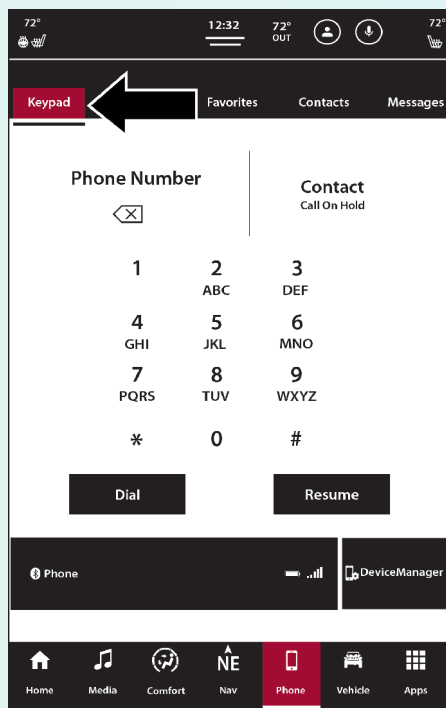 72° 12:32 72° OUT 72°
Keypad Favorites Contacts Messages
Phone Number
Contact
Call On Hold
1 2 3
ABC DEF
4 5 6
GHI JKL MNO
7 8 9
PQRS TUV WXYZ
* 0 #
Dial Resume
Phone DeviceManager
NE
Home Media Comfort Nav Phone Vehicle Apps